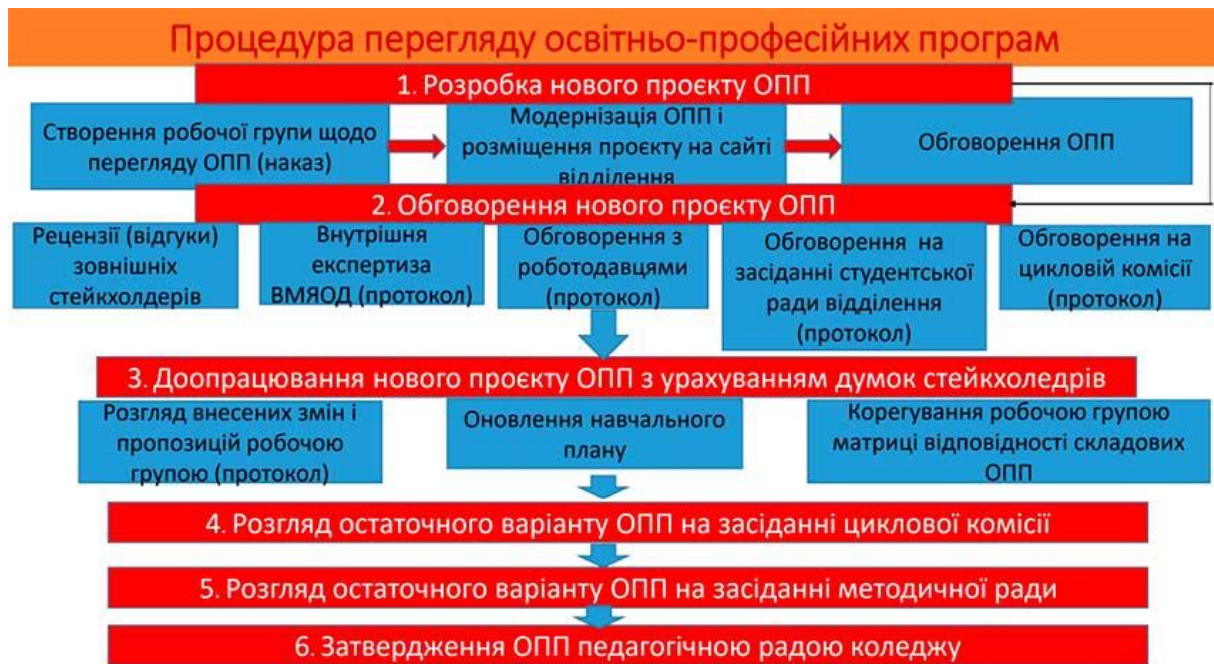 Процедура перегляду освітньо-професійних програм
1. Розробка нового проєкту ОПП
Створення робочої групи щодо
перегляду ОПП (наказ)
Модернізація ОПП і
розміщення проєкту на сайті
відділення
Обговорення ОПП
2. Обговорення нового проєкту ОПП
Рецензії (відгуки)
зовнішніх
стейкхолдерів
Внутрішня
експертиза
ВМЯОД (протокол)
Обговорення з
роботодавцями
(протокол)
Обговорення на
засіданні студентської
ради відділення
(протокол)
Обговорення на
цикловій комісії
(протокол)
3. Доопрацювання нового проєкту ОПП з урахуванням думок стейкхоледрів
Розгляд внесених змін і
пропозицій робочою
групою (протокол)
Оновлення навчального
плану
Корегування робочою групою
матриці відповідності складових
ОПП
4. Розгляд остаточного варіанту ОПП на засіданні циклової комісії
5. Розгляд остаточного варіанту ОПП на засіданні методичної ради
6. Затвердження ОПП педагогічною радою коледжу